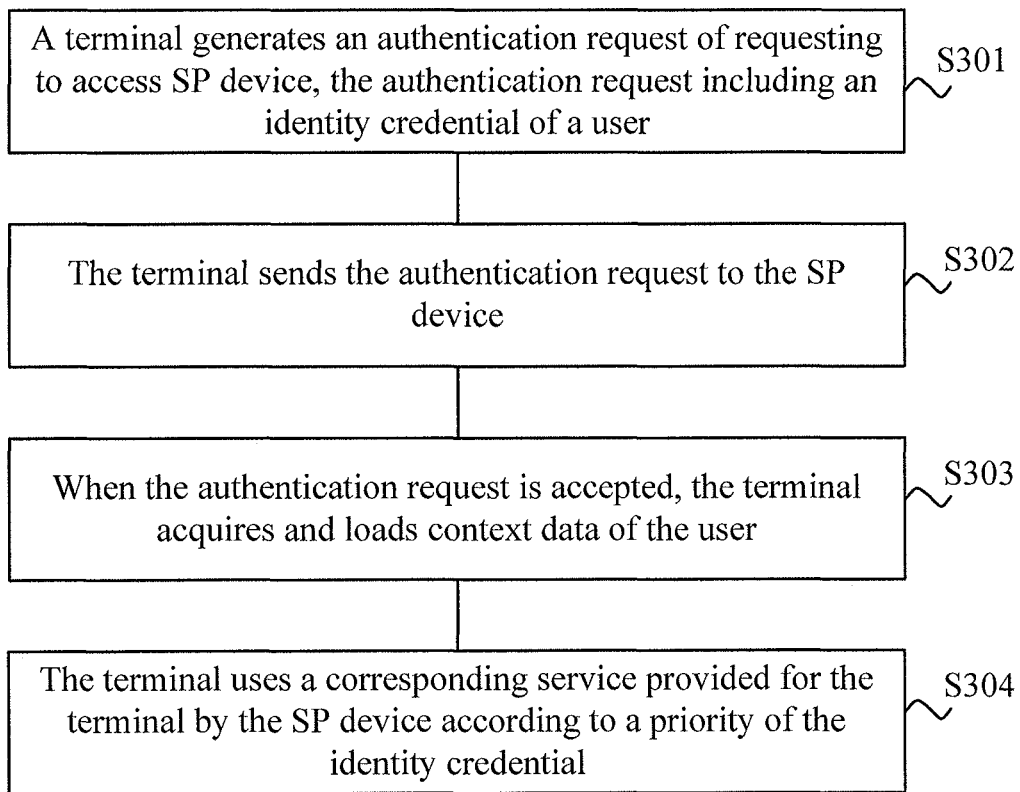 A terminal generates an authentication request of requesting
to access SP device, the authentication request including an
identity credential of a user
S301
The terminal sends the authentication request to the SP
device
S302
When the authentication request is accepted, the terminal
acquires and loads context data of the user
S303
The terminal uses a corresponding service provided for the
terminal by the SP device according to a priority of the
identity credential
S304